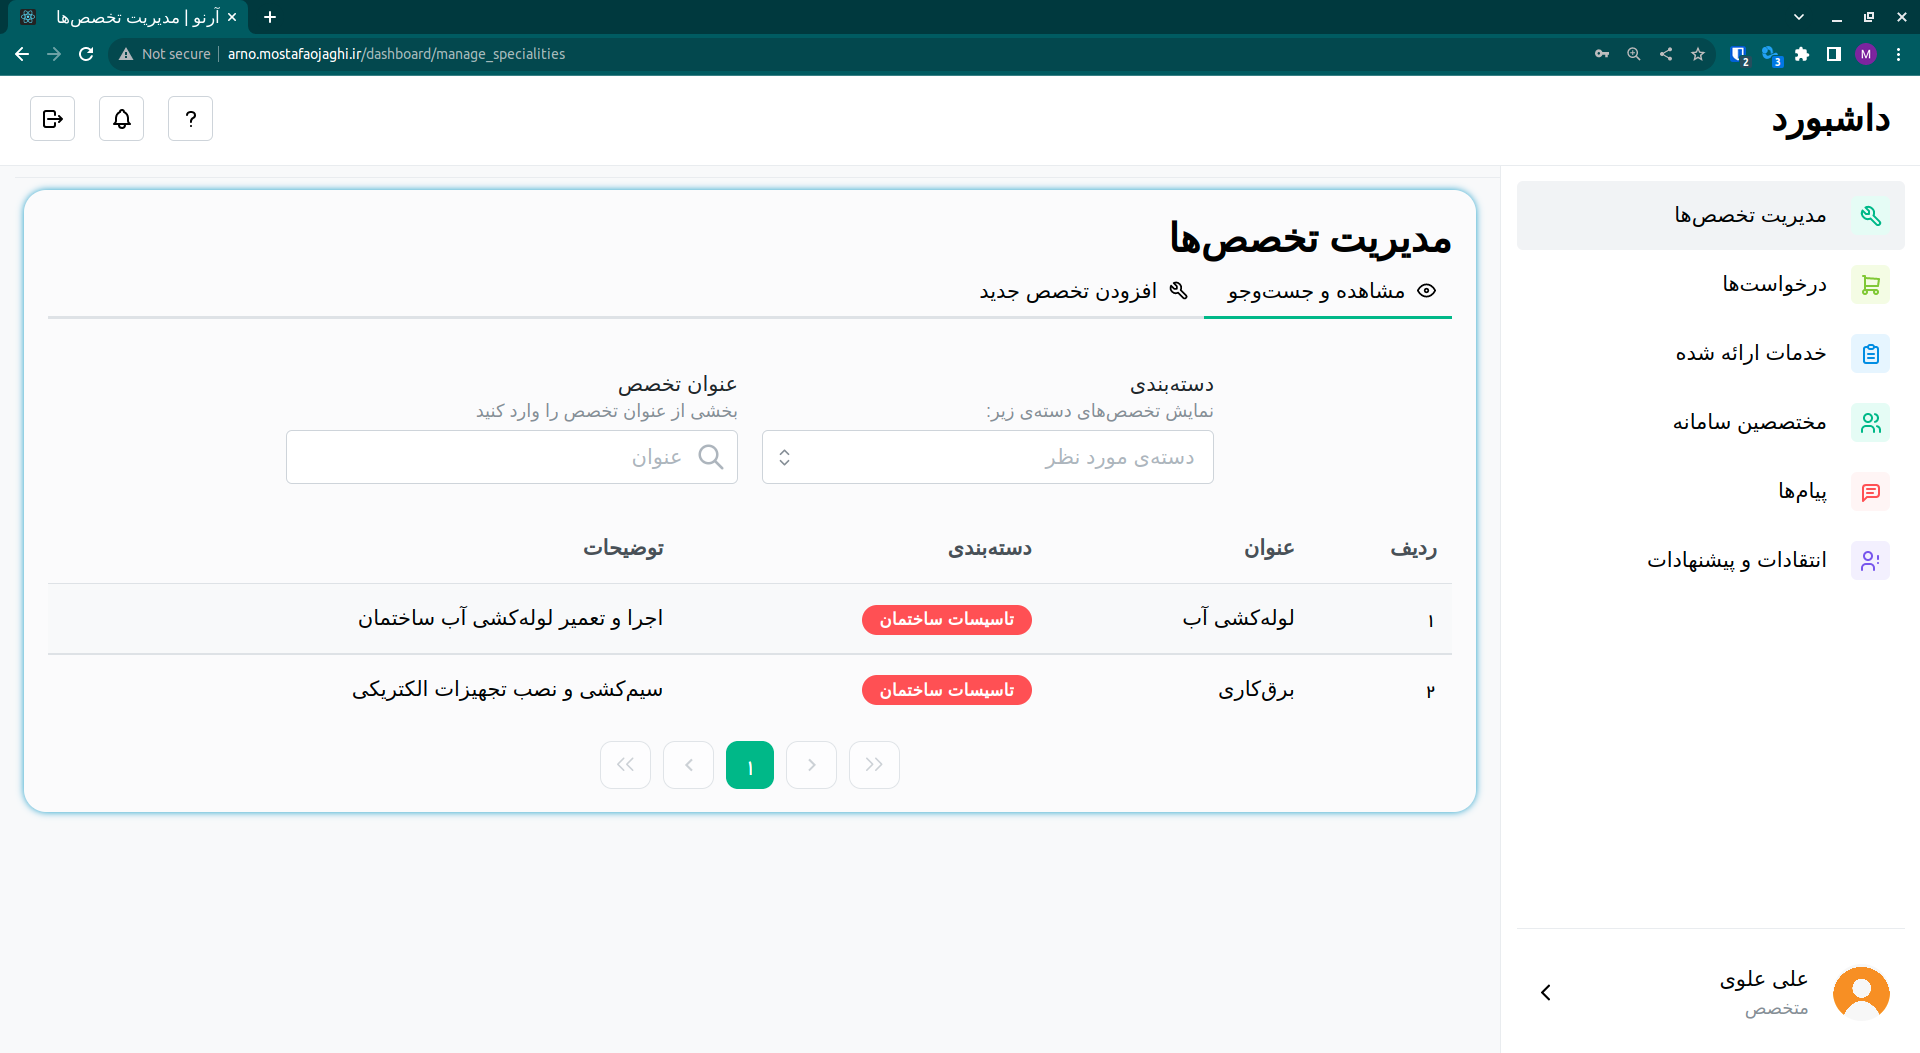 آرنو | مدیریت تخصص‌ها
Not secure arno.mostafaojaghi.ir/dashboard/manage_specialities
2
3
M
داشبورد
?
مدیریت تخصص‌ها
درخواست‌ها
خدمات ارائه شده
مختصصین سامانه
پیام‌ها
انتقادات و پیشنهادات
علی علوی
متخصص
مدیریت تخصص‌ها
مشاهده و جست‌وجو افزودن تخصص جدید
دسته‌بندی
نمایش تخصص‌های دسته‌ی زیر:
دسته‌ی مورد نظر
عنوان تخصص
بخشی از عنوان تخصص را وارد کنید
عنوان
ردیف عنوان دسته‌بندی توضیحات
۱ لوله‌کشی آب تاسیسات ساختمان اجرا و تعمیر لوله‌کشی آب ساختمان
۲ برق‌کاری تاسیسات ساختمان سیم‌کشی و نصب تجهیزات الکتریکی
۱